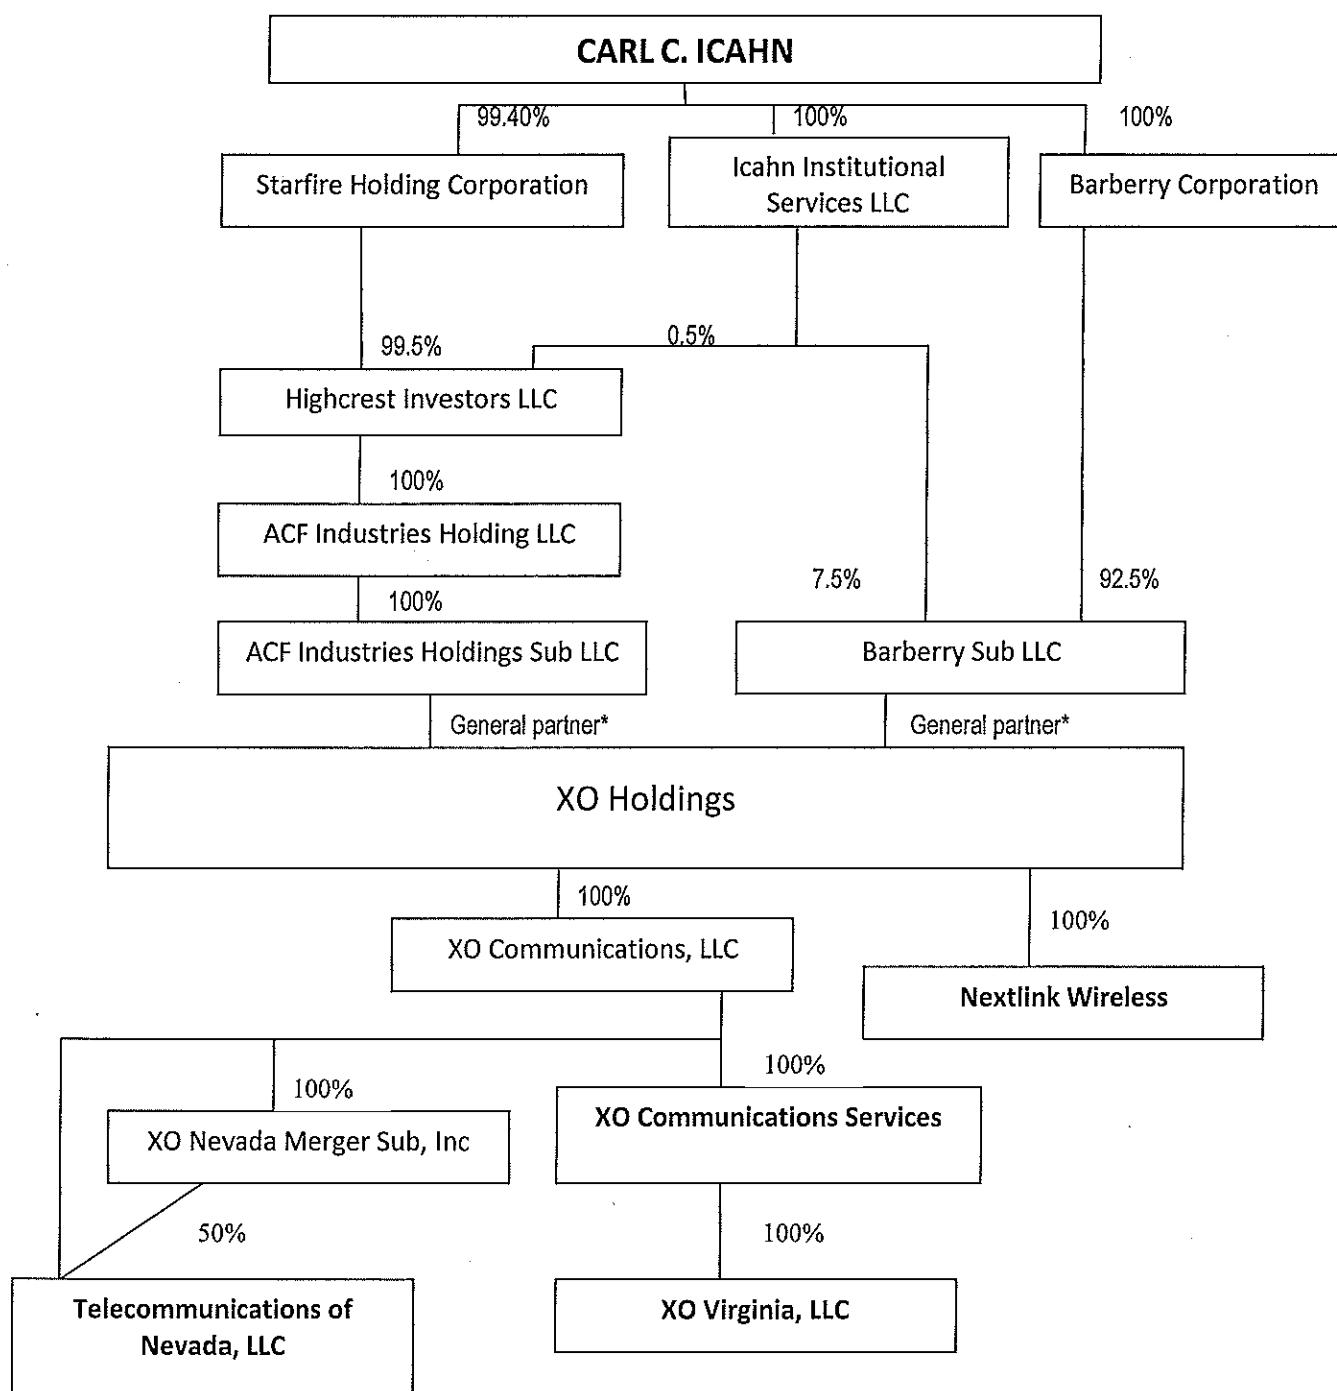 CARL C. ICAHN
99.40%
100%
100%
Starfire Holding Corporation
Icahn Institutional
Services LLC
Barberry Corporation
99.5%
0.5%
Highcrest Investors LLC
100%
ACF Industries Holding LLC
100%
7.5%
92.5%
ACF Industries Holdings Sub LLC
Barberry Sub LLC
General partner*
General partner*
XO Holdings
100%
100%
XO Communications, LLC
Nextlink Wireless
100%
100%
XO Nevada Merger Sub, Inc
XO Communications Services
50%
100%
Telecommunications of
Nevada, LLC
XO Virginia, LLC